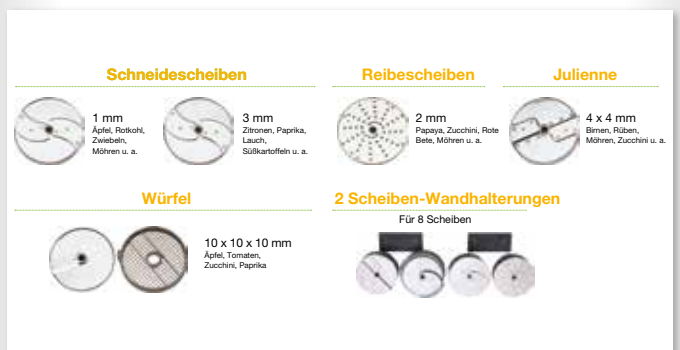 Schneidescheiben
1 mm
Äpfel, Rotkohl,
Zwiebeln,
Möhren u. a.
3 mm
Zitronen, Paprika,
Lauch,
Süßkartoffeln u. a.
Reibescheiben
2 mm
Papaya, Zucchini, Rote
Bete, Möhren u. a.
Julienne
4 x 4 mm
Birnen, Rüben,
Möhren, Zucchini u. a.
Würfel
10 x 10 x 10 mm
Äpfel, Tomaten,
Zucchini, Paprika
2 Scheiben-Wandhalterungen
Für 8 Scheiben